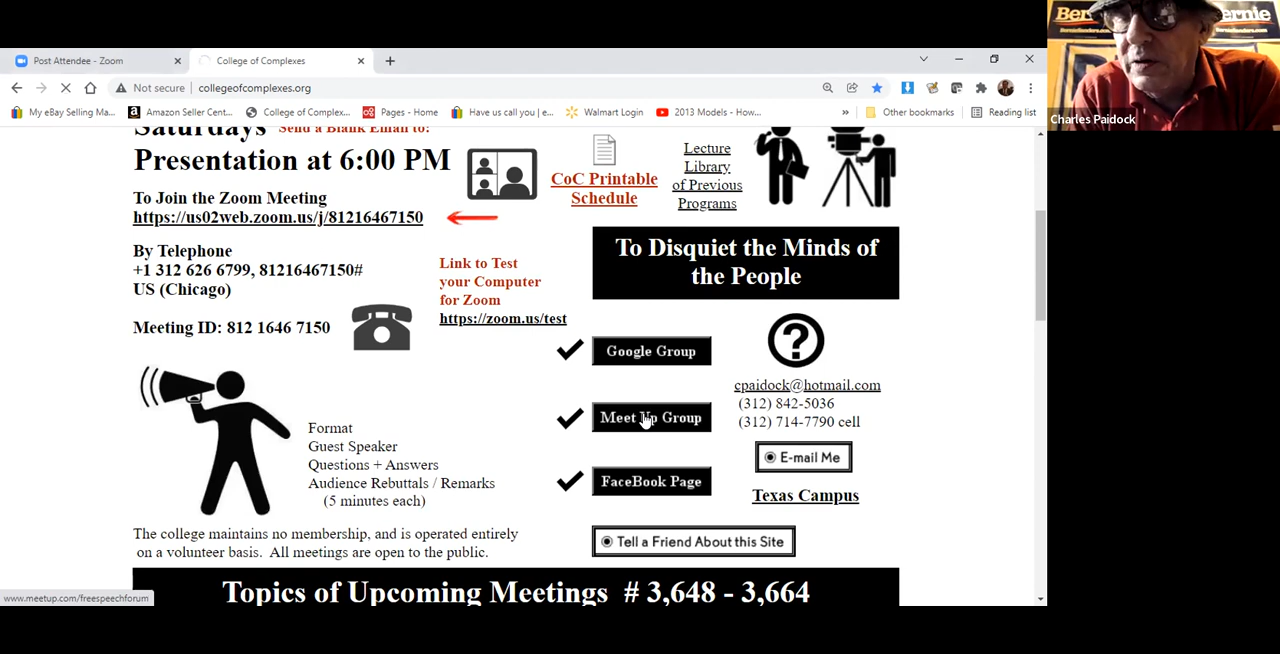 Post Attendee - Zoom
College of Complexes
Not secure
collegeofcomplexes.org
My eBay Selling Ma...
Amazon Seller Cent...
College of Complex...
Pages - Home
Have us call you | e...
Walmart Login
2013 Models - How...
»
Other bookmarks
Reading list
Saturdays
Send a Blank Email to:
Presentation at 6:00 PM
To Join the Zoom Meeting
https://us02web.zoom.us/j/81216467150
By Telephone
+1 312 626 6799, 81216467150#
US (Chicago)
Meeting ID: 812 1646 7150
Link to Test
your Computer
for Zoom
https://zoom.us/test
CoC Printable
Schedule
Lecture
Library
of Previous
Programs
To Disquiet the Minds of
the People
Google Group
Meet Up Group
FaceBook Page
cpaidock@hotmail.com
(312) 842-5036
(312) 714-7790 cell
E-mail Me
Texas Campus
Tell a Friend About this Site
Format
Guest Speaker
Questions + Answers
Audience Rebuttals / Remarks
(5 minutes each)
The college maintains no membership, and is operated entirely
on a volunteer basis. All meetings are open to the public.
Topics of Upcoming Meetings # 3,648 - 3,664
www.meetup.com/freespeechforum
Ber
ernie
Charles Paidock